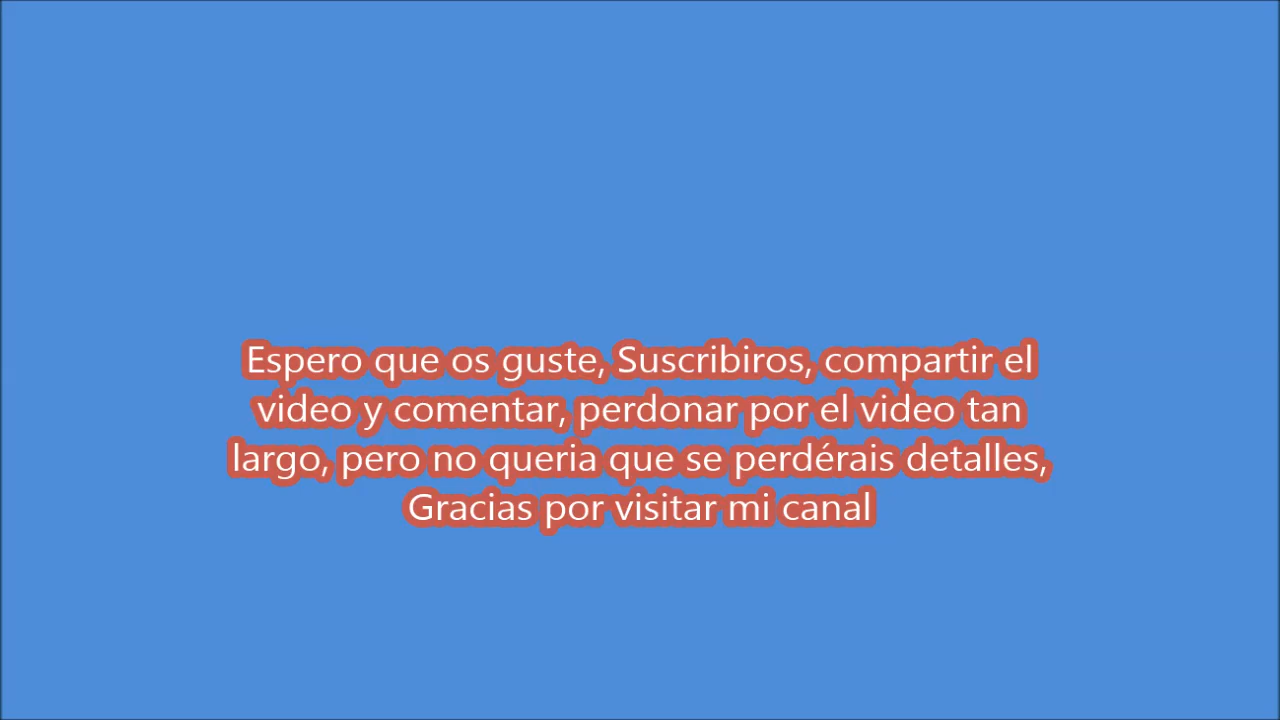 Espero que os guste, Suscribiros, compartir el
video y comentar, perdonar por el video tan
largo, pero no queria que se perdérais detalles,
Gracias por visitar mi canal